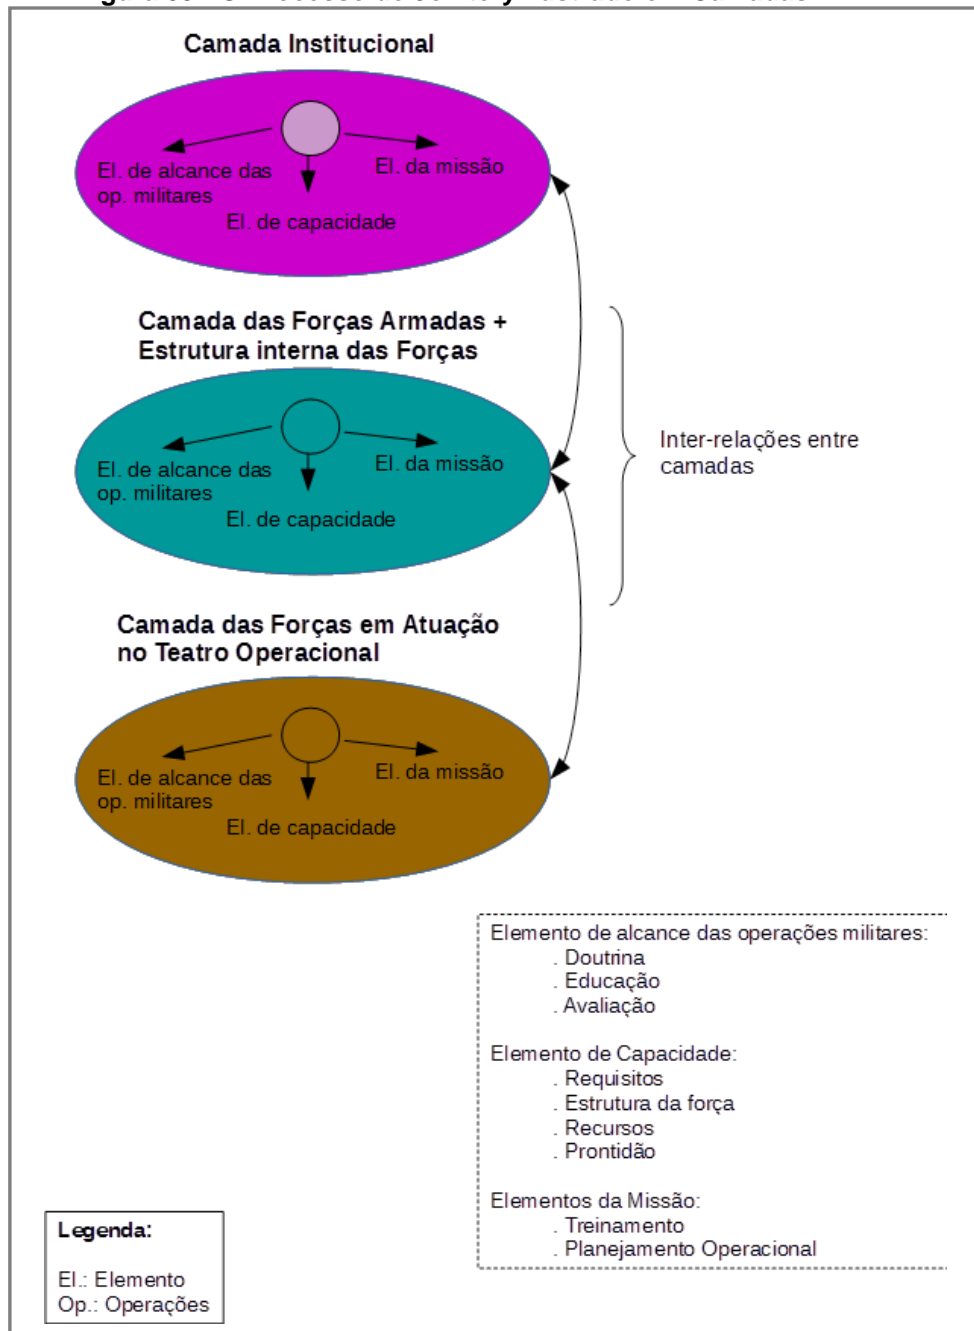 Camada Institucional
El. de alcance das
op. militares
El. da missão
El. de capacidade
Camada das Forças Armadas +
Estrutura interna das Forças
El. de alcance das
op. militares
El. da missão
El. de capacidade
Inter-relações entre
camadas
Camada das Forças em Atuação
no Teatro Operacional
El. de alcance das
op. militares
El. da missão
El. de capacidade
Elemento de alcance das operações militares:
. Doutrina
. Educação
. Avaliação
Elemento de Capacidade:
. Requisitos
. Estrutura da força
. Recursos
. Prontidão
Elementos da Missão:
. Treinamento
. Planejamento Operacional
Legenda:
El.: Elemento
Op.: Operações